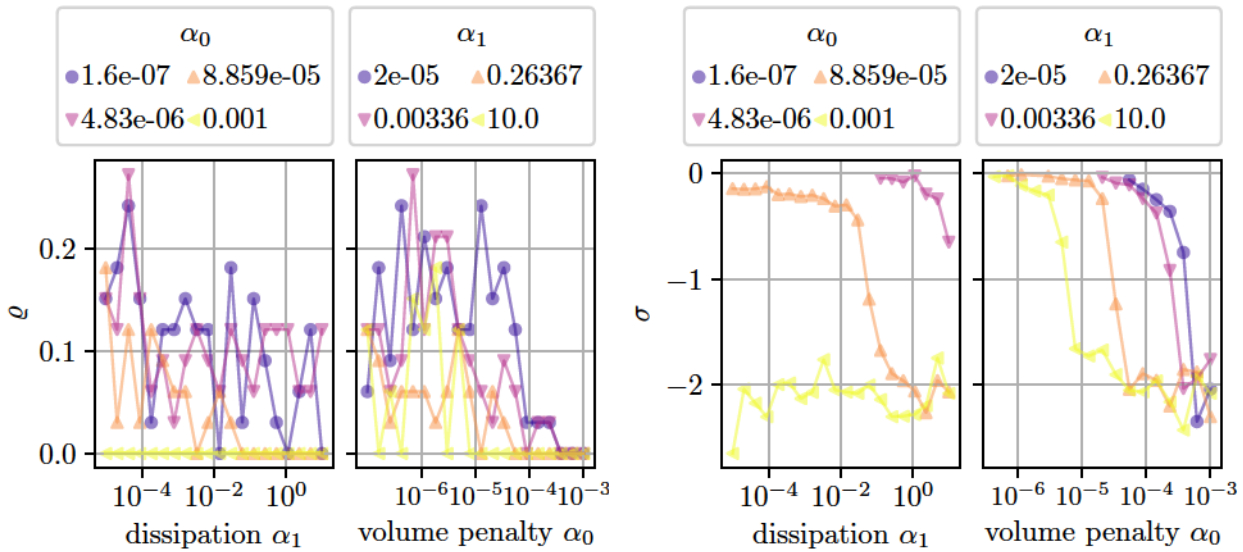 α₀
1.6e-07 8.859e-05
4.83e-06 0.001
α₁
2e-05 0.26367
0.00336 10.0
α₀
1.6e-07 8.859e-05
4.83e-06 0.001
α₁
2e-05 0.26367
0.00336 10.0
ϱ
0.2
0.1
0.0
10⁻⁴ 10⁻² 10⁰
dissipation α₁
10⁻⁶ 10⁻⁵ 10⁻⁴ 10⁻³
volume penalty α₀
σ
0
−1
−2
10⁻⁴ 10⁻² 10⁰
dissipation α₁
10⁻⁶ 10⁻⁵ 10⁻⁴ 10⁻³
volume penalty α₀